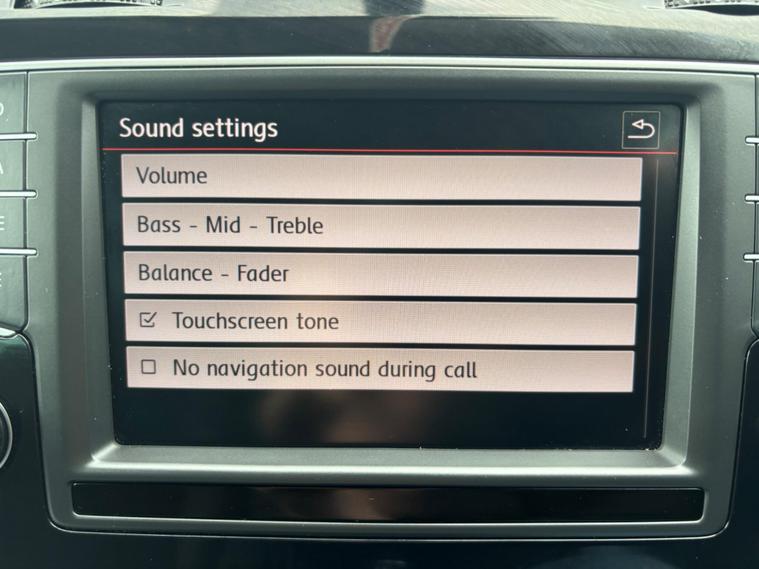 Sound settings
Volume
Bass - Mid - Treble
Balance - Fader
Touchscreen tone
No navigation sound during call